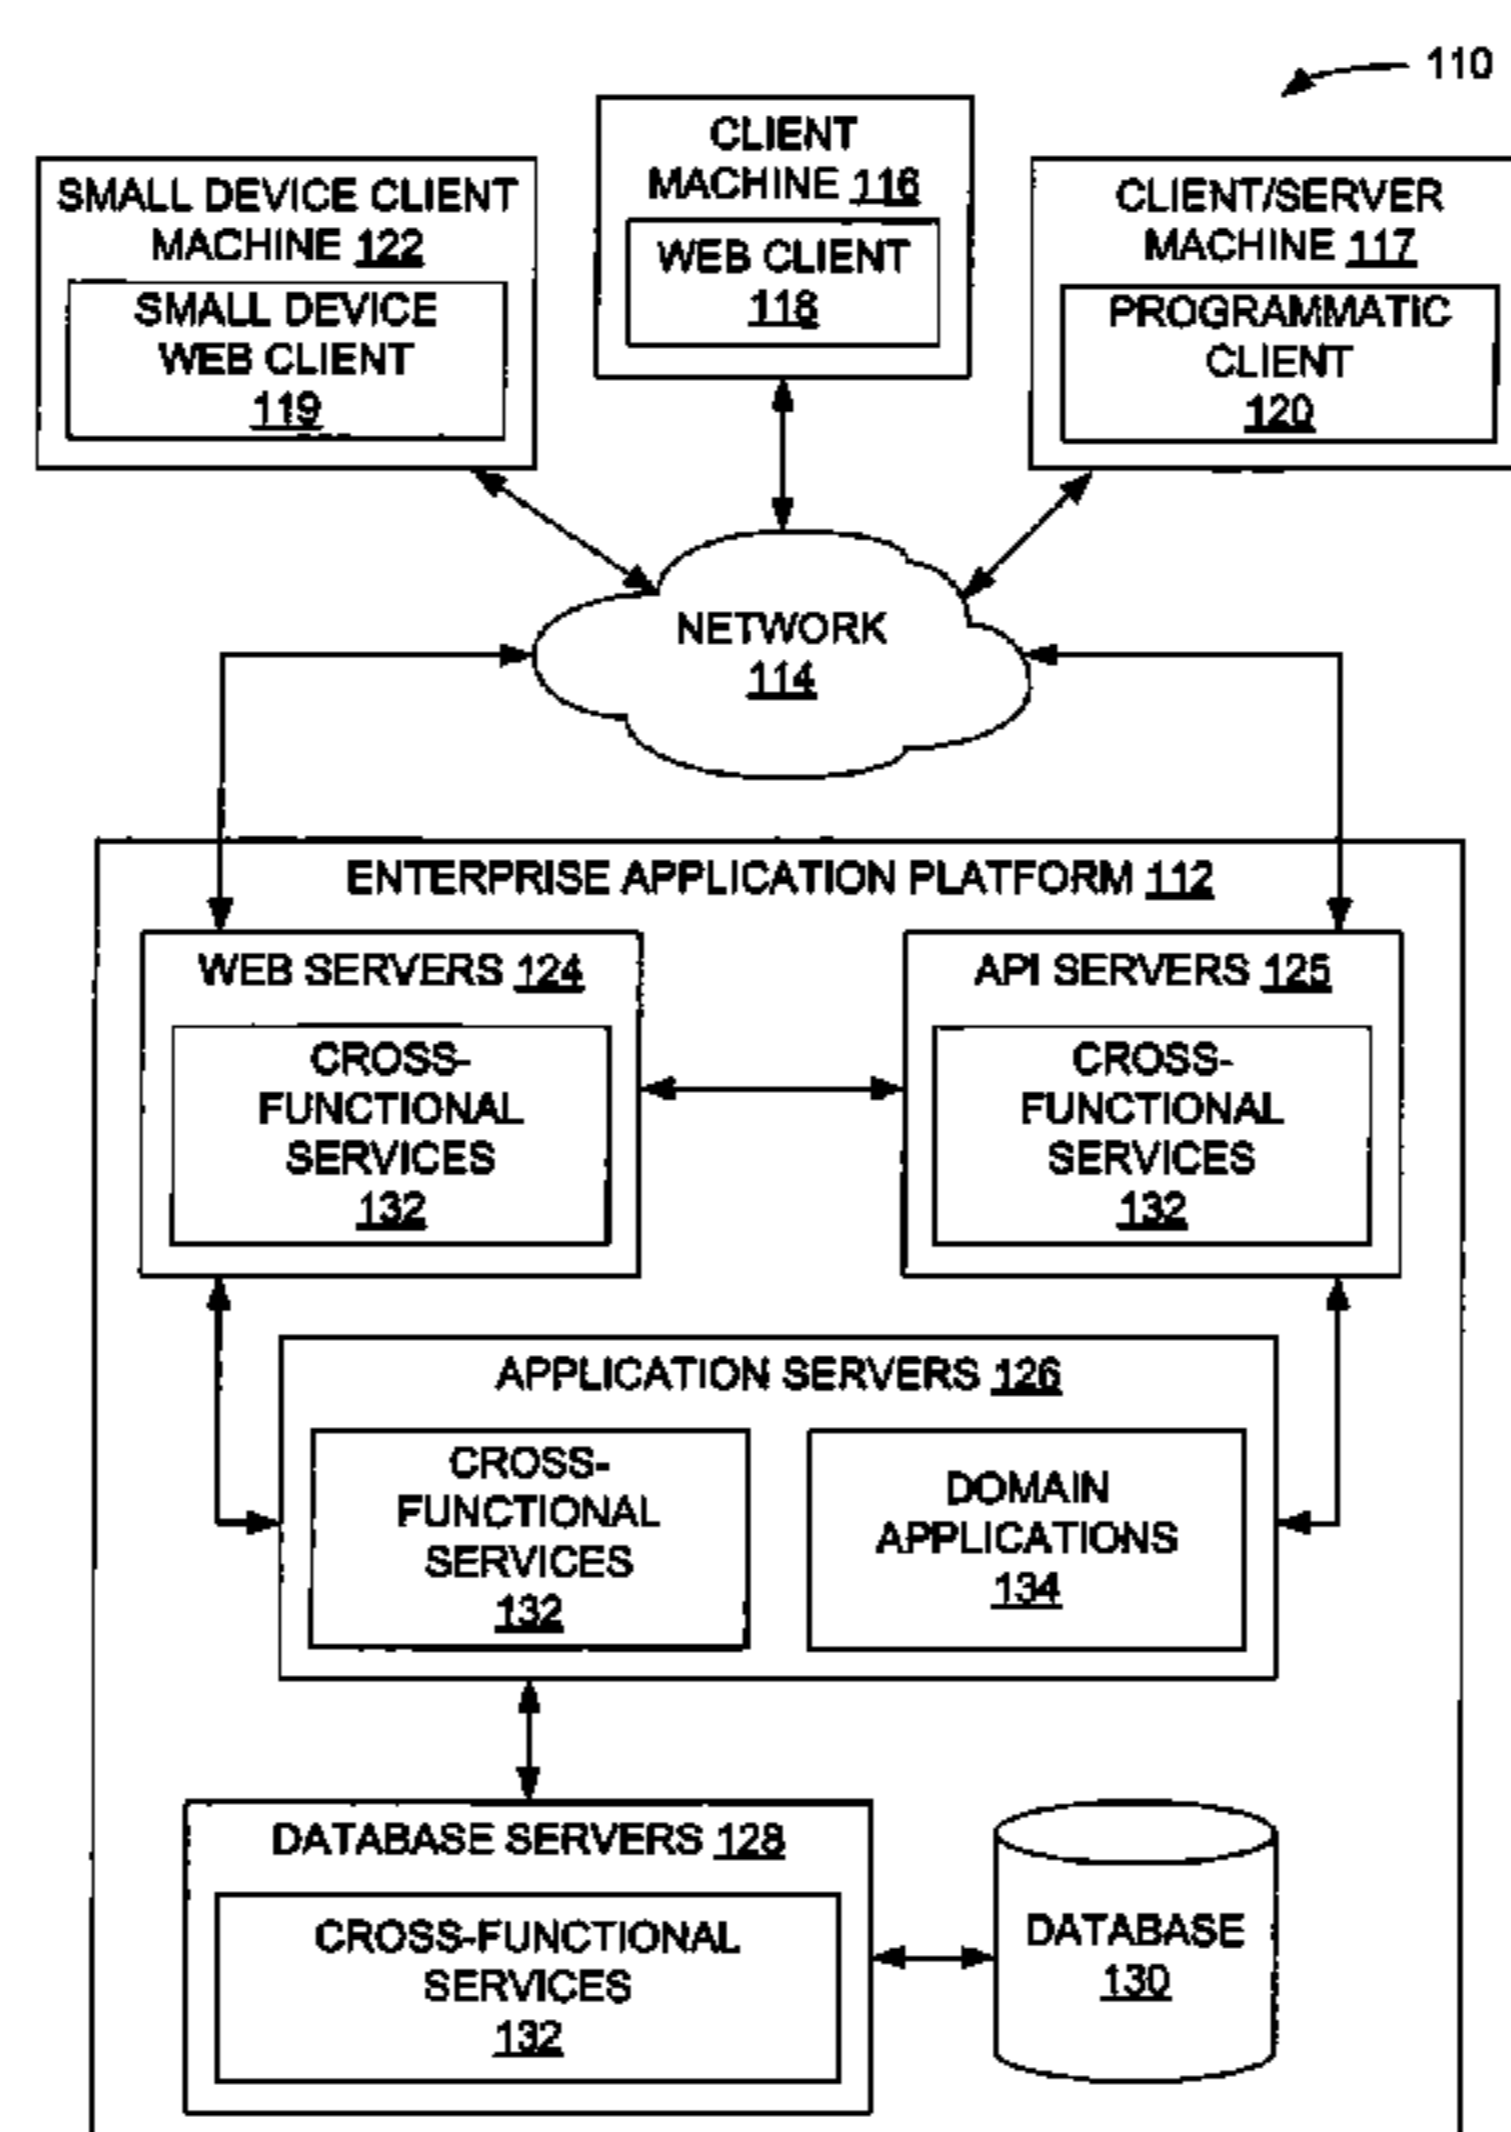 110
CLIENT
MACHINE 116
WEB CLIENT
118
SMALL DEVICE CLIENT
MACHINE 122
SMALL DEVICE
WEB CLIENT
119
CLIENT/SERVER
MACHINE 117
PROGRAMMATIC
CLIENT
120
NETWORK
114
ENTERPRISE APPLICATION PLATFORM 112
WEB SERVERS 124
CROSS-
FUNCTIONAL
SERVICES
132
API SERVERS 125
CROSS-
FUNCTIONAL
SERVICES
132
APPLICATION SERVERS 126
CROSS-
FUNCTIONAL
SERVICES
132
DOMAIN
APPLICATIONS
134
DATABASE SERVERS 128
CROSS-FUNCTIONAL
SERVICES
132
DATABASE
130